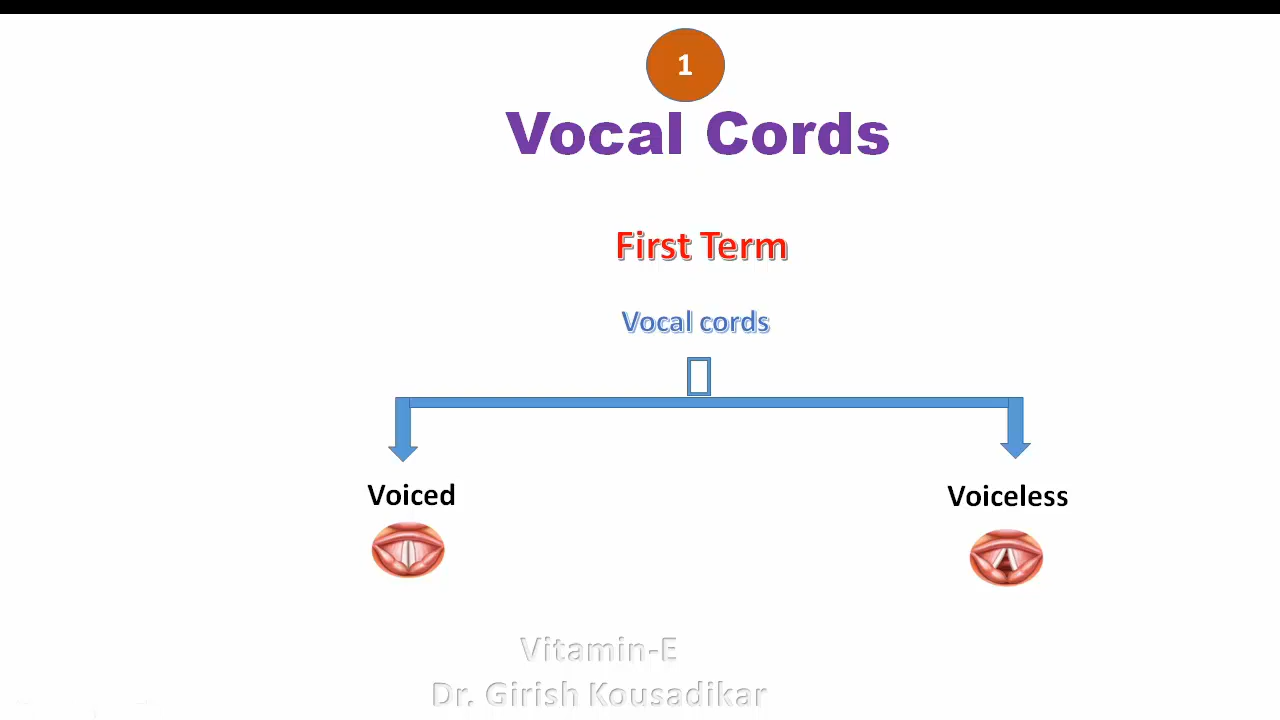 1
Vocal Cords
First Term
Vocal cords
Voiced
Voiceless
Vitamin-E
Dr. Girish Kousadikar